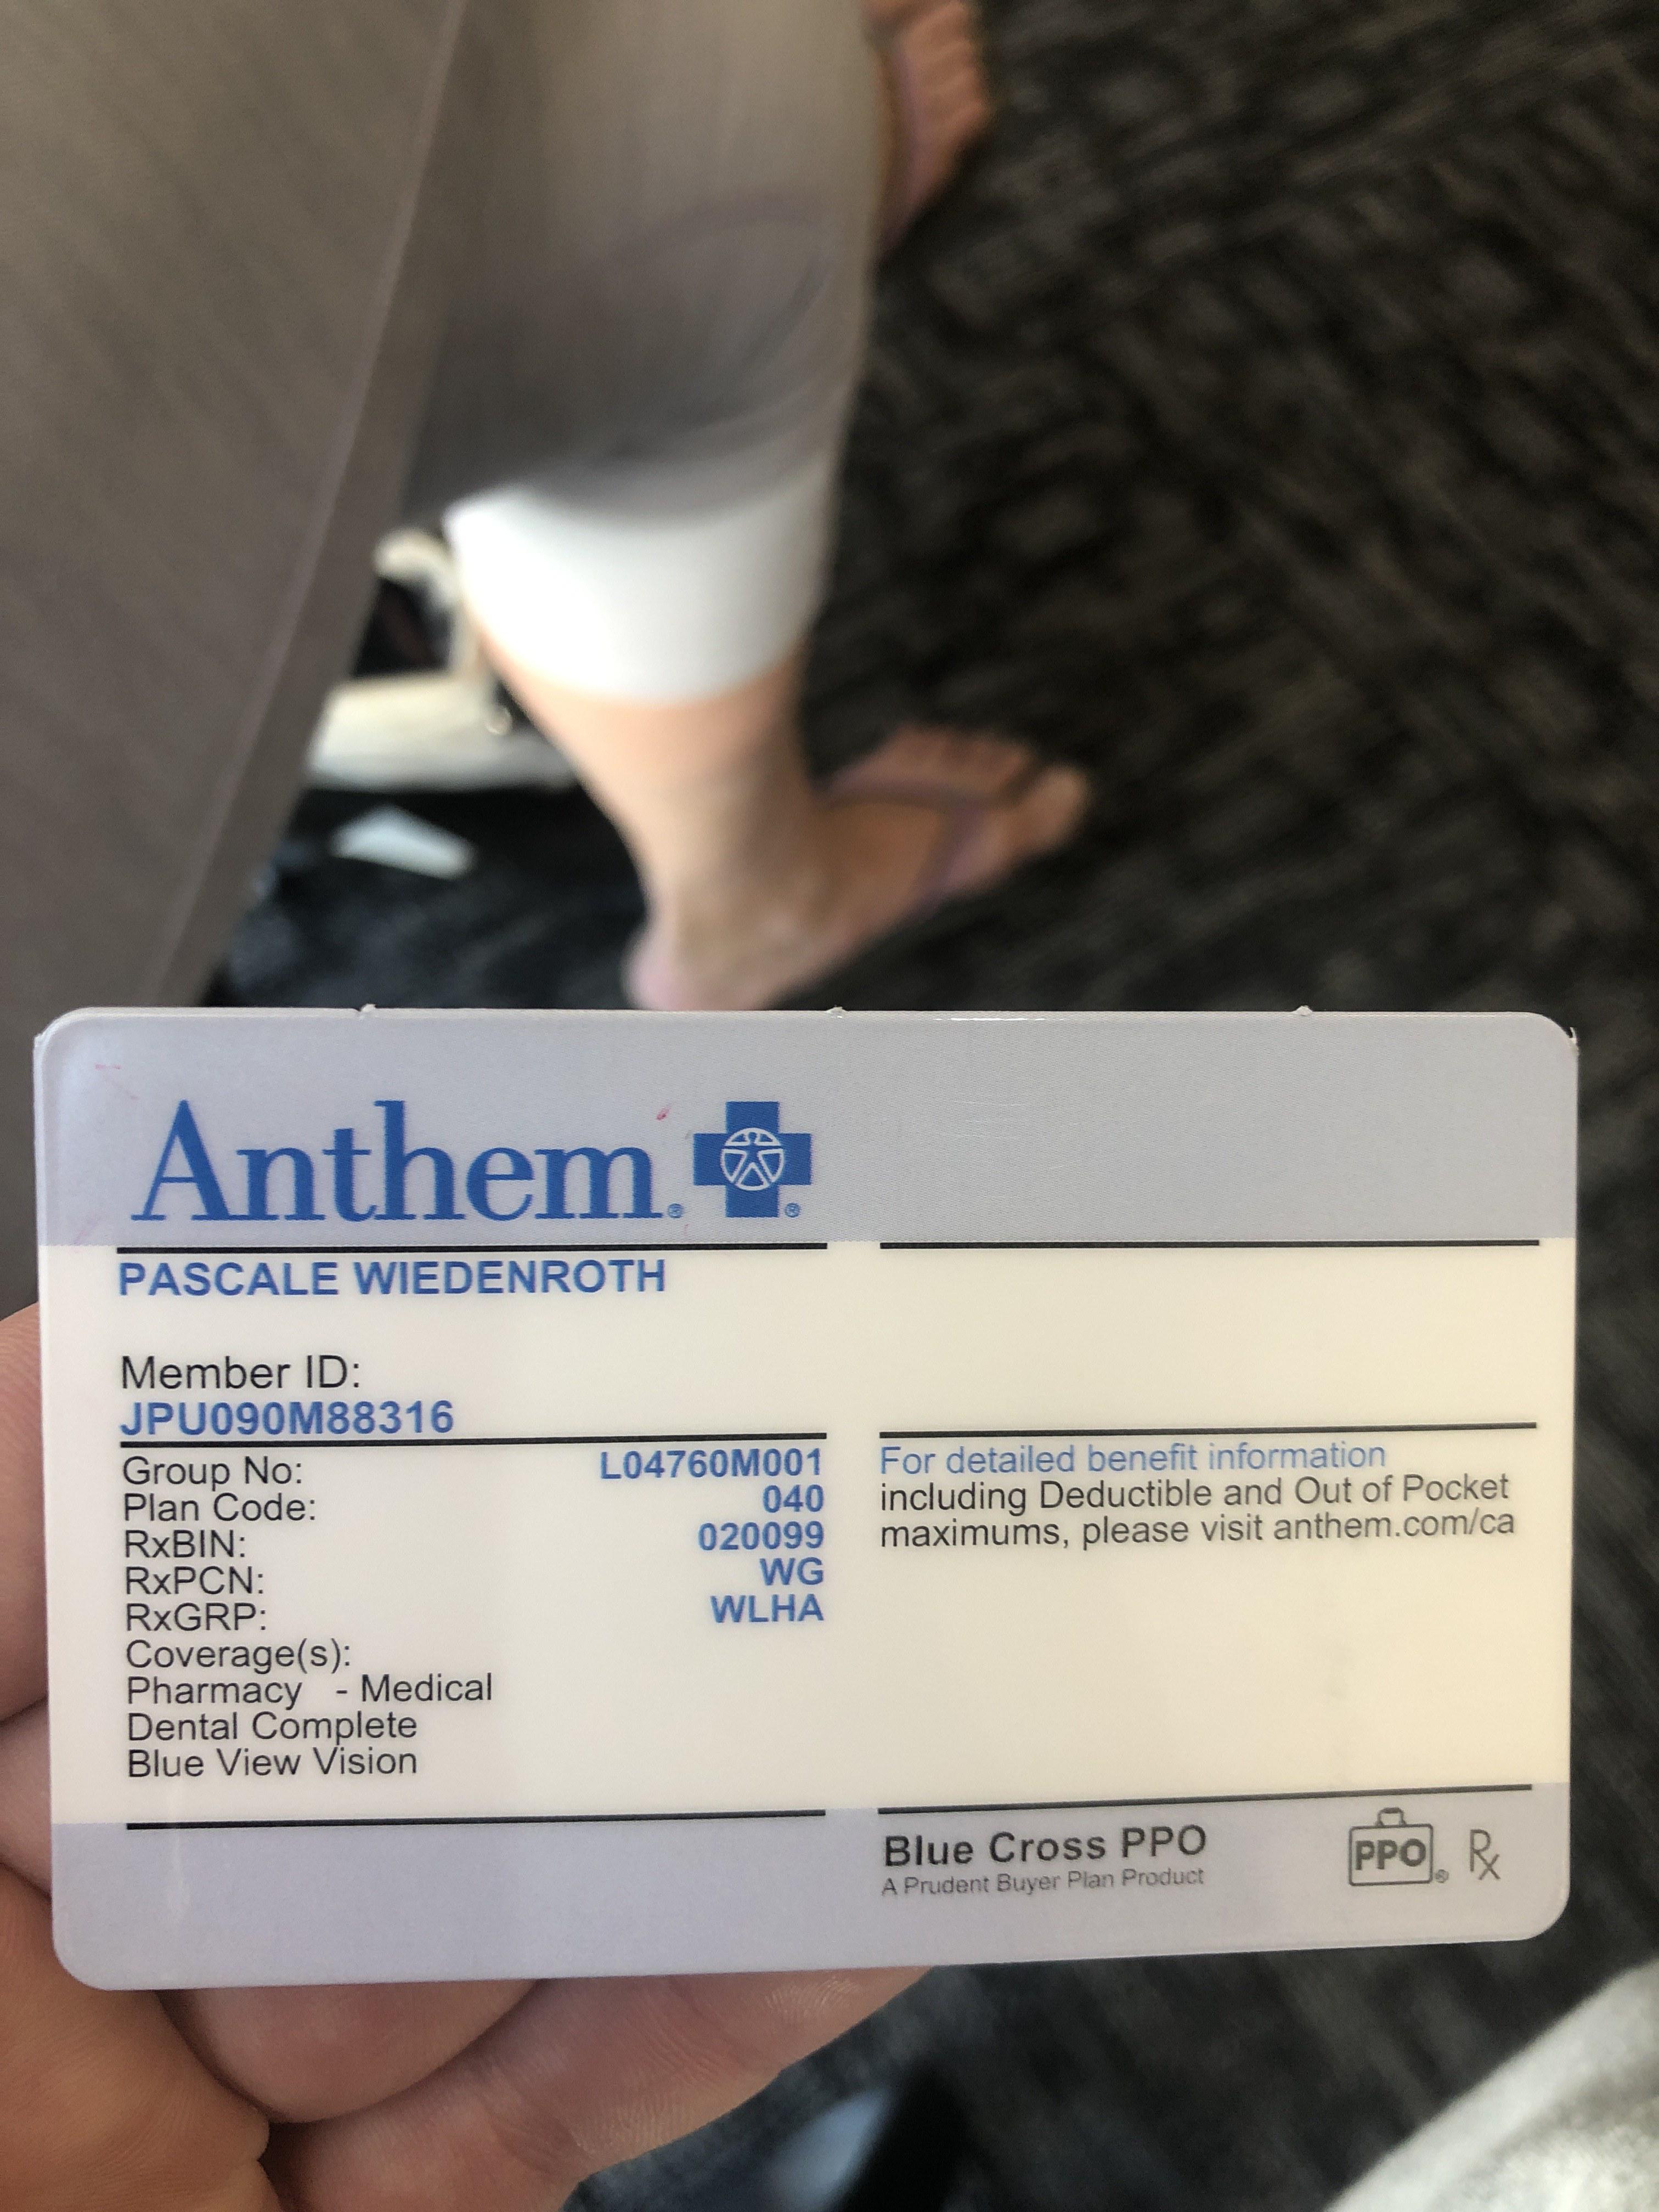 Anthem®®
PASCALE WIEDENROTH
Member ID:
JPU090M88316
Group No: L04760M001
Plan Code: 040
RxBIN: 020099
RxPCN: WG
RxGRP: WLHA
Coverage(s):
Pharmacy - Medical
Dental Complete
Blue View Vision
For detailed benefit information
including Deductible and Out of Pocket
maximums, please visit anthem.com/ca
Blue Cross PPO
A Prudent Buyer Plan Product
PPO® Rx